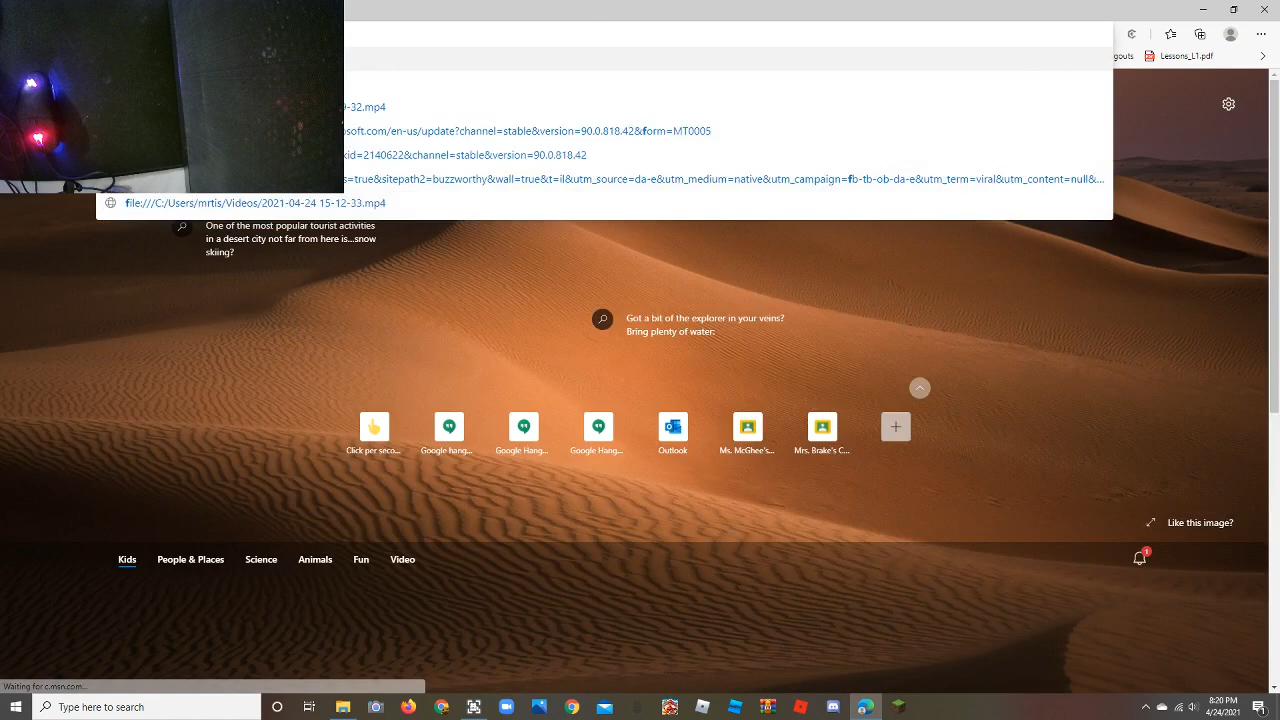 gouts
Lessons_L1.pdf
9-32.mp4
osoft.com/en-us/update?channel=stable&version=90.0.818.42&form=MT0005
kid=2140622&channel=stable&version=90.0.818.42
s=true&sitepath2=buzzworthy&wall=true&t=il&utm_source=da-e&utm_medium=native&utm_campaign=fb-tb-ob-da-e&utm_term=viral&utm_content=null&...
file:///C:/Users/mrtis/Videos/2021-04-24 15-12-33.mp4
One of the most popular tourist activities
in a desert city not far from here is...snow
skiing?
Got a bit of the explorer in your veins?
Bring plenty of water:
Click per seco...
Google hang...
Google Hang...
Google Hang...
Outlook
Ms. McGhee's...
Mrs. Brake's C...
Like this image?
Kids
People & Places
Science
Animals
Fun
Video
1
Waiting for c.msn.com...
Type here to search
8:20 PM
4/24/2021